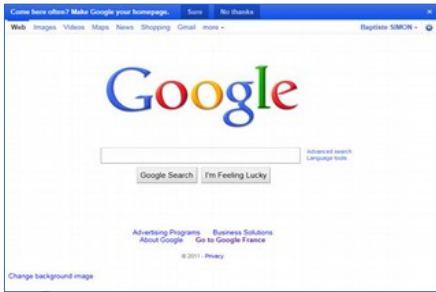 Come here often? Make Google your homepage. Sure No thanks ×
Web Images Videos Maps News Shopping Gmail more Baptiste SIMON
Google
Advanced search
Language tools
Google Search I'm Feeling Lucky
Advertising Programs Business Solutions
About Google Go to Google France
© 2011 - Privacy
Change background image